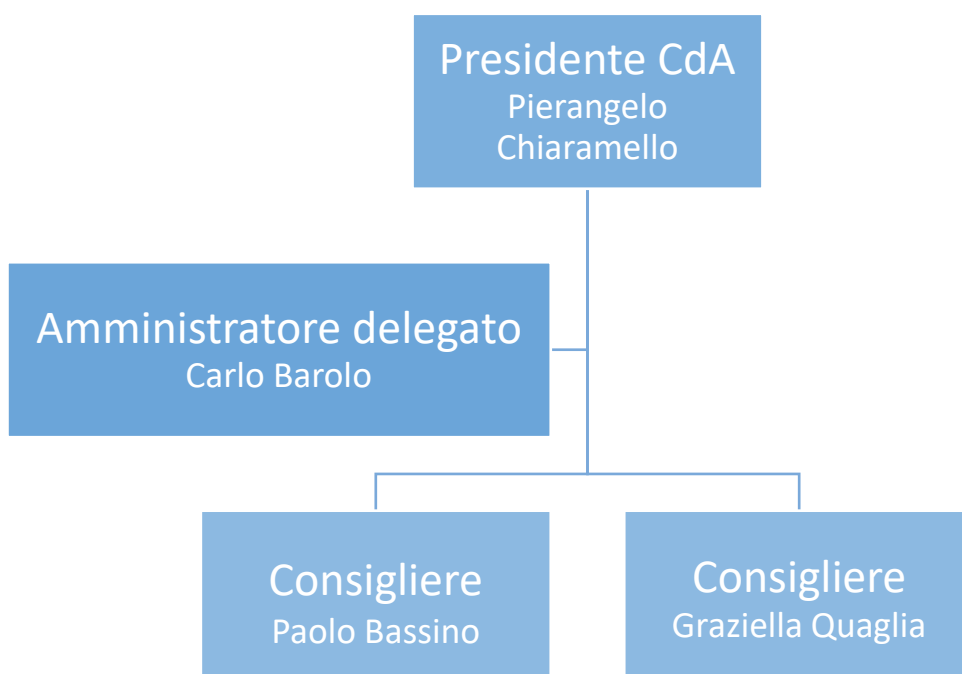 Presidente CdA
Pierangelo
Chiaramello
Amministratore delegato
Carlo Barolo
Consigliere
Paolo Bassino
Consigliere
Graziella Quaglia